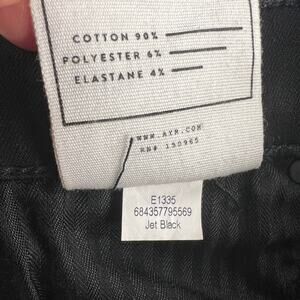 COTTON 90%
POLYESTER 6%
ELASTANE 4%
WWW.AYR.COM
RN# 150965
E1335
684357795569
Jet Black